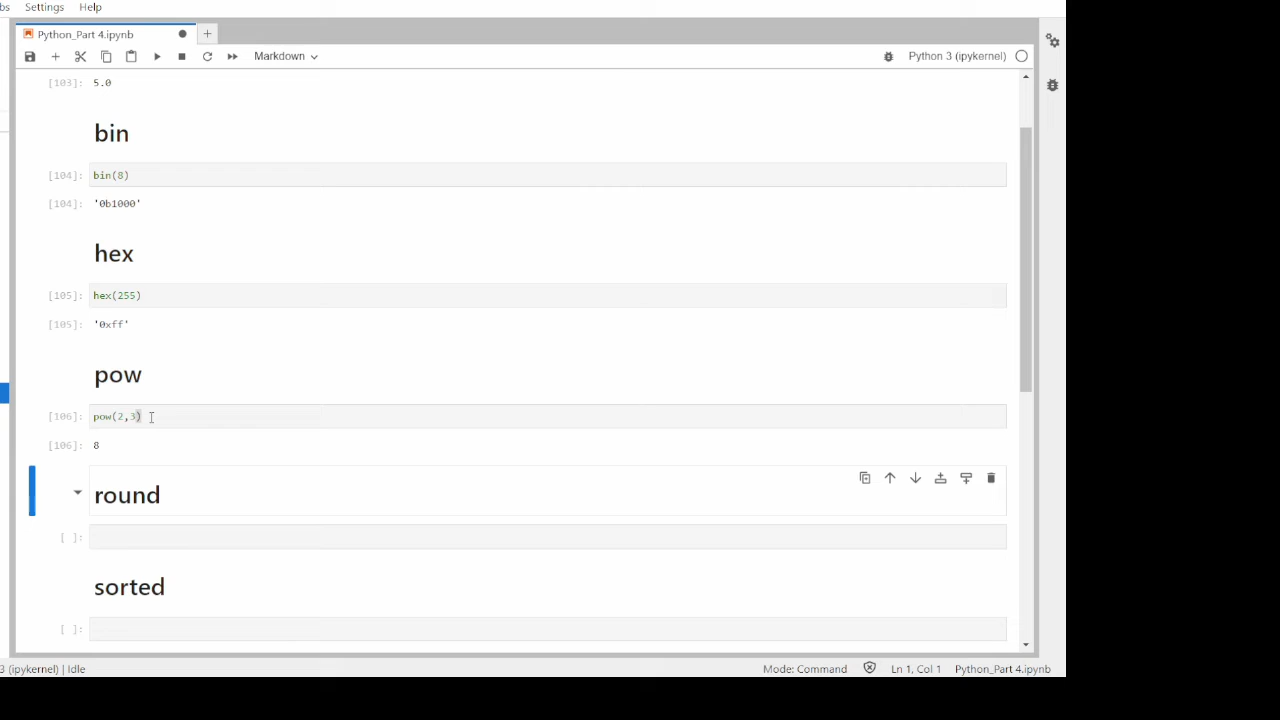 bs Settings Help
Python_Part 4.ipynb
Markdown
Python 3 (ipykernel)
[103]: 5.0
bin
[104]: bin(8)
[104]: '0b1000'
hex
[105]: hex(255)
[105]: '0xff'
pow
[106]: pow(2,3)
[106]: 8
round
[ ]:
sorted
[ ]:
3 (ipykernel) | Idle
Mode: Command
Ln 1, Col 1
Python_Part 4.ipynb